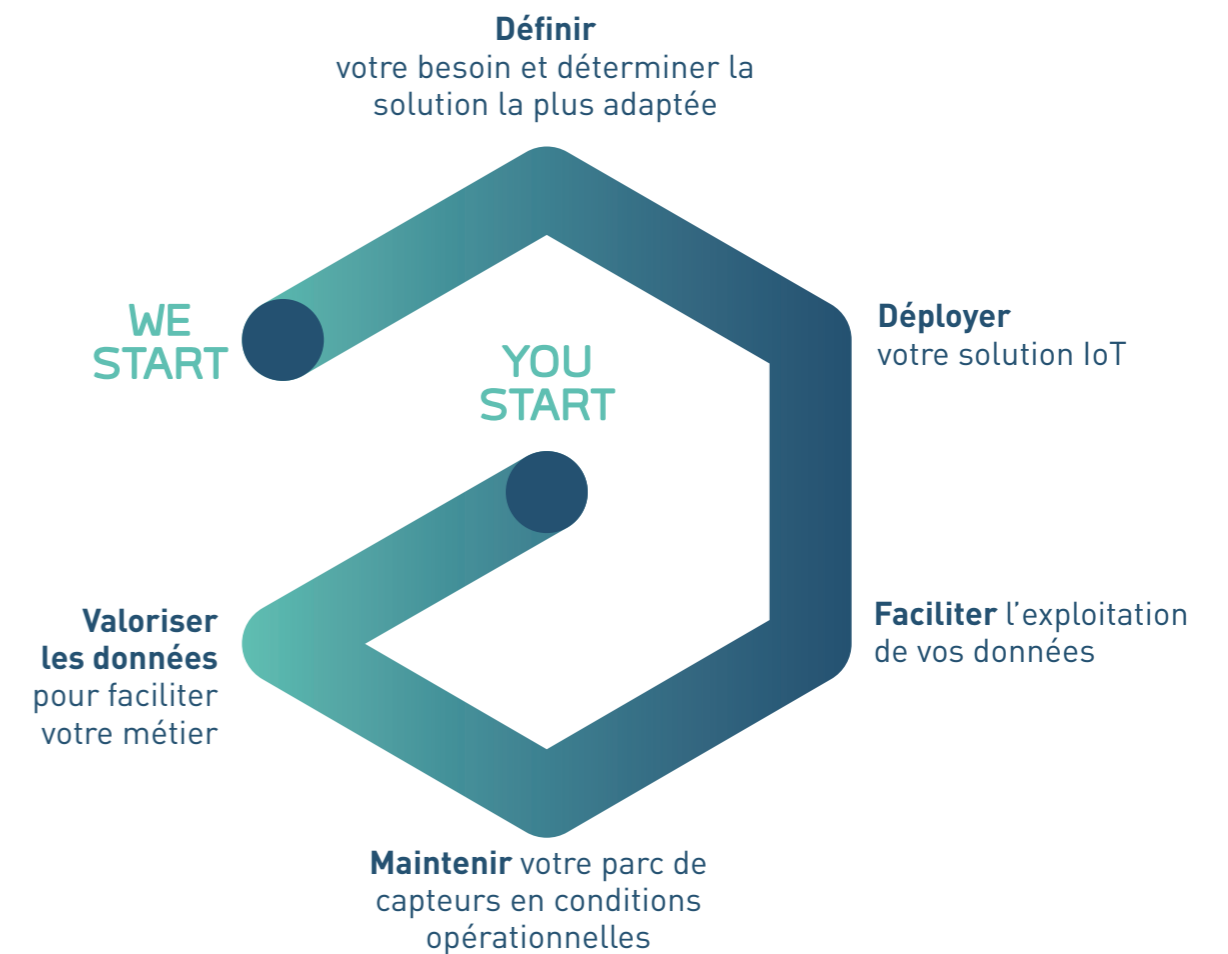 Définir
votre besoin et déterminer la
solution la plus adaptée
WE
START
YOU
START
Déployer
votre solution IoT
Faciliter l’exploitation
de vos données
Maintenir votre parc de
capteurs en conditions
opérationnelles
Valoriser
les données
pour faciliter
votre métier